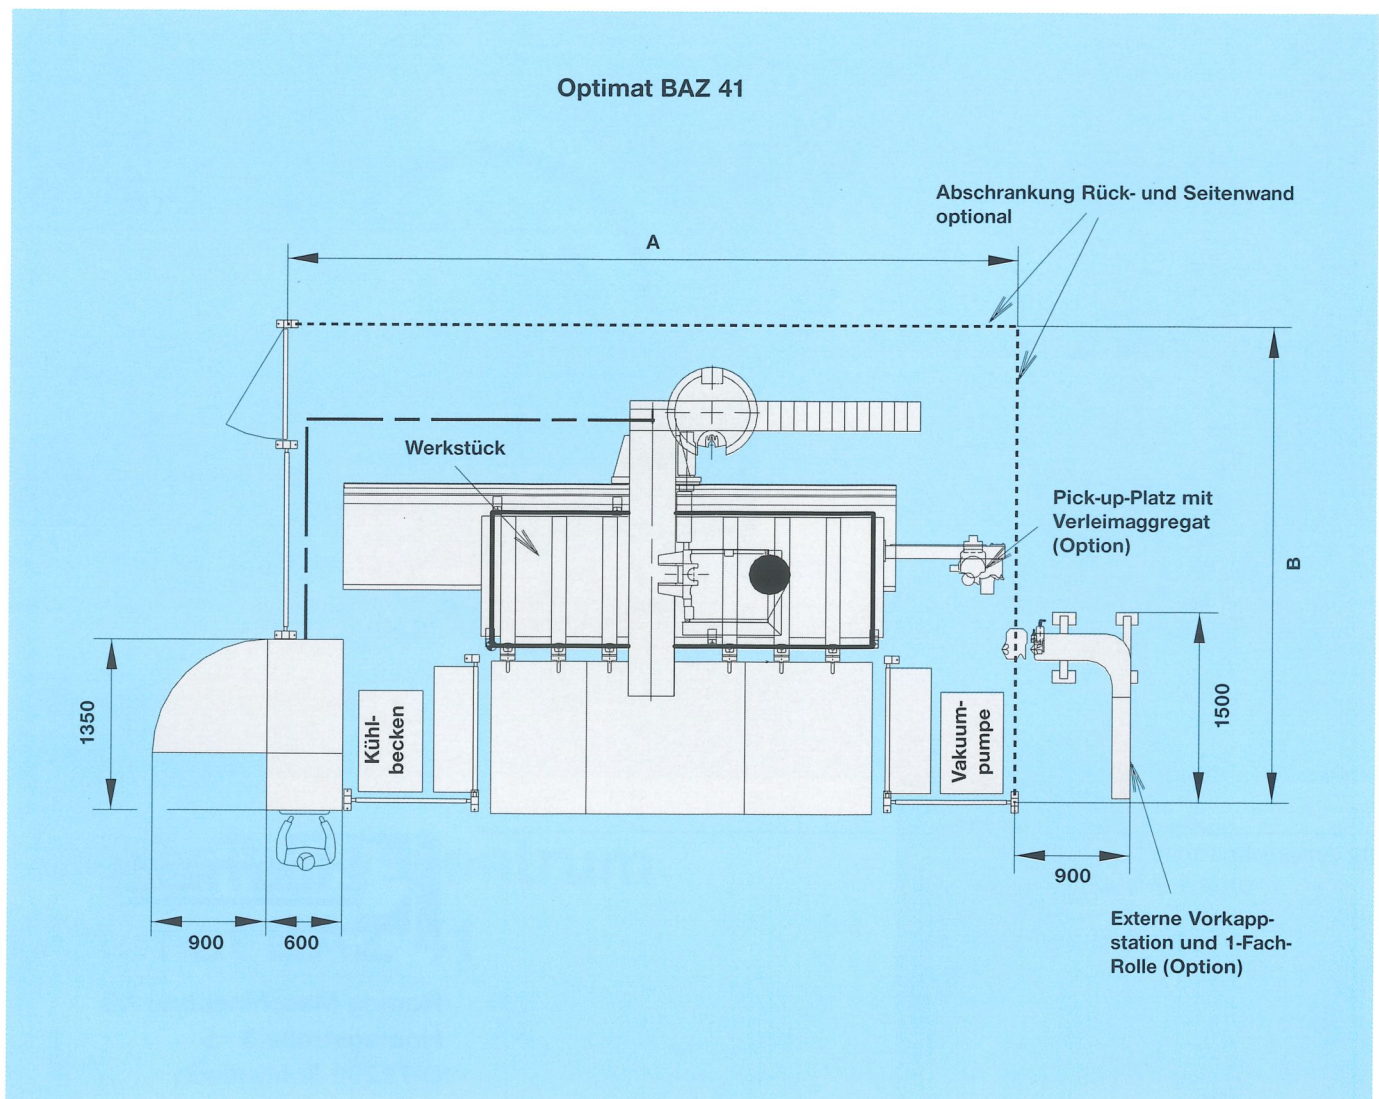 Optimat BAZ 41
Abschrankung Rück- und Seitenwand
optional
A
Werkstück
Pick-up-Platz mit
Verleimaggregat
(Option)
B
1350
Kühl-
becken
Vakuum-
pumpe
1500
900
900
600
Externe Vorkapp-
station und 1-Fach-
Rolle (Option)